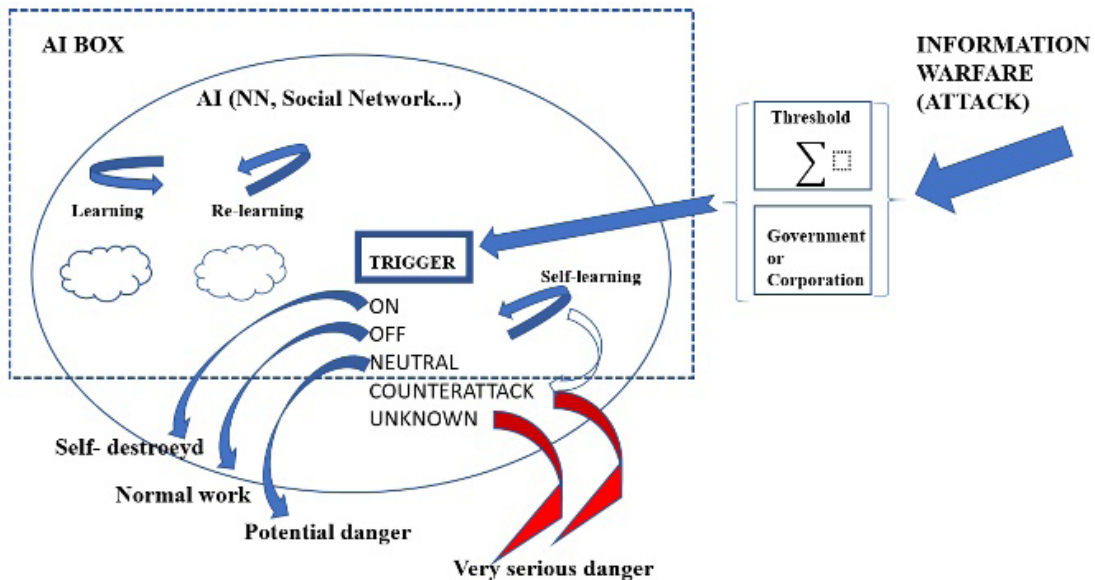 AI BOX
AI (NN, Social Network...)
Learning
Re-learning
TRIGGER
Self-learning
ON
OFF
NEUTRAL
COUNTERATTACK
UNKNOWN
Self- destroeyd
Normal work
Potential danger
Very serious danger
Threshold
∑
Government
or
Corporation
INFORMATION
WARFARE
(ATTACK)